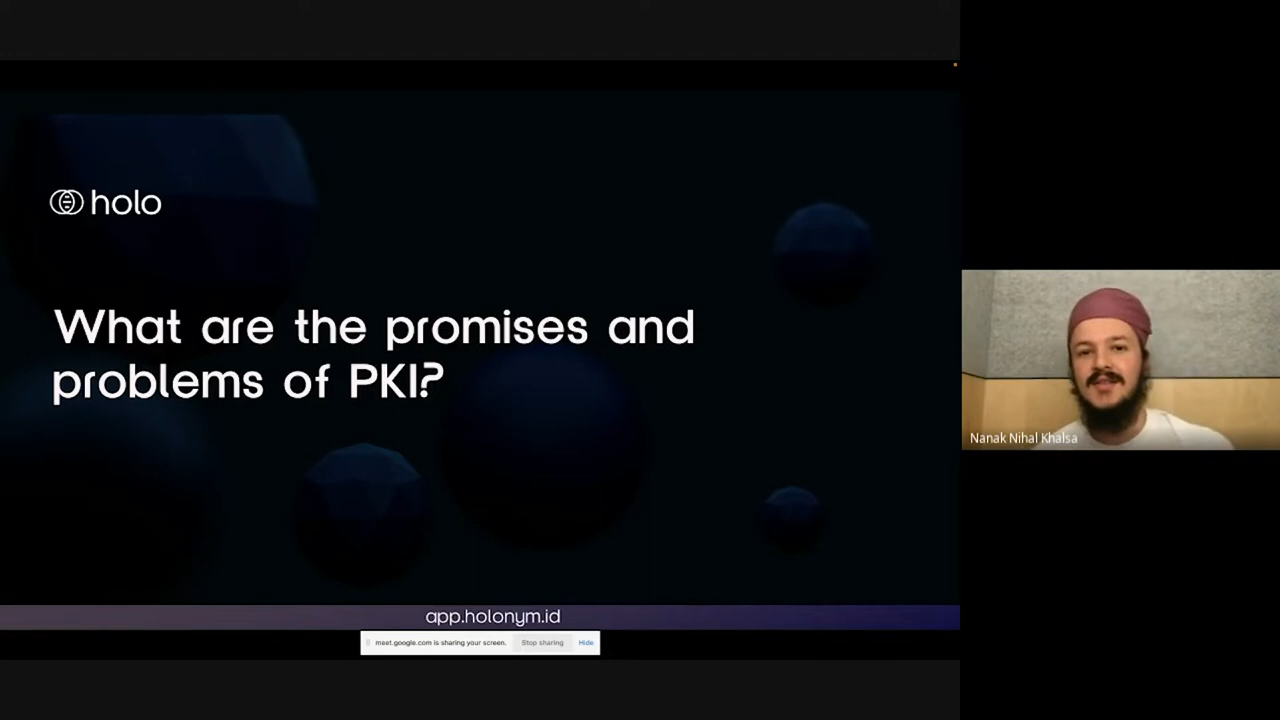 holo
What are the promises and
problems of PKI?
app.holonym.id
meet.google.com is sharing your screen.
Stop sharing
Hide
Nanak Nihal Khalsa